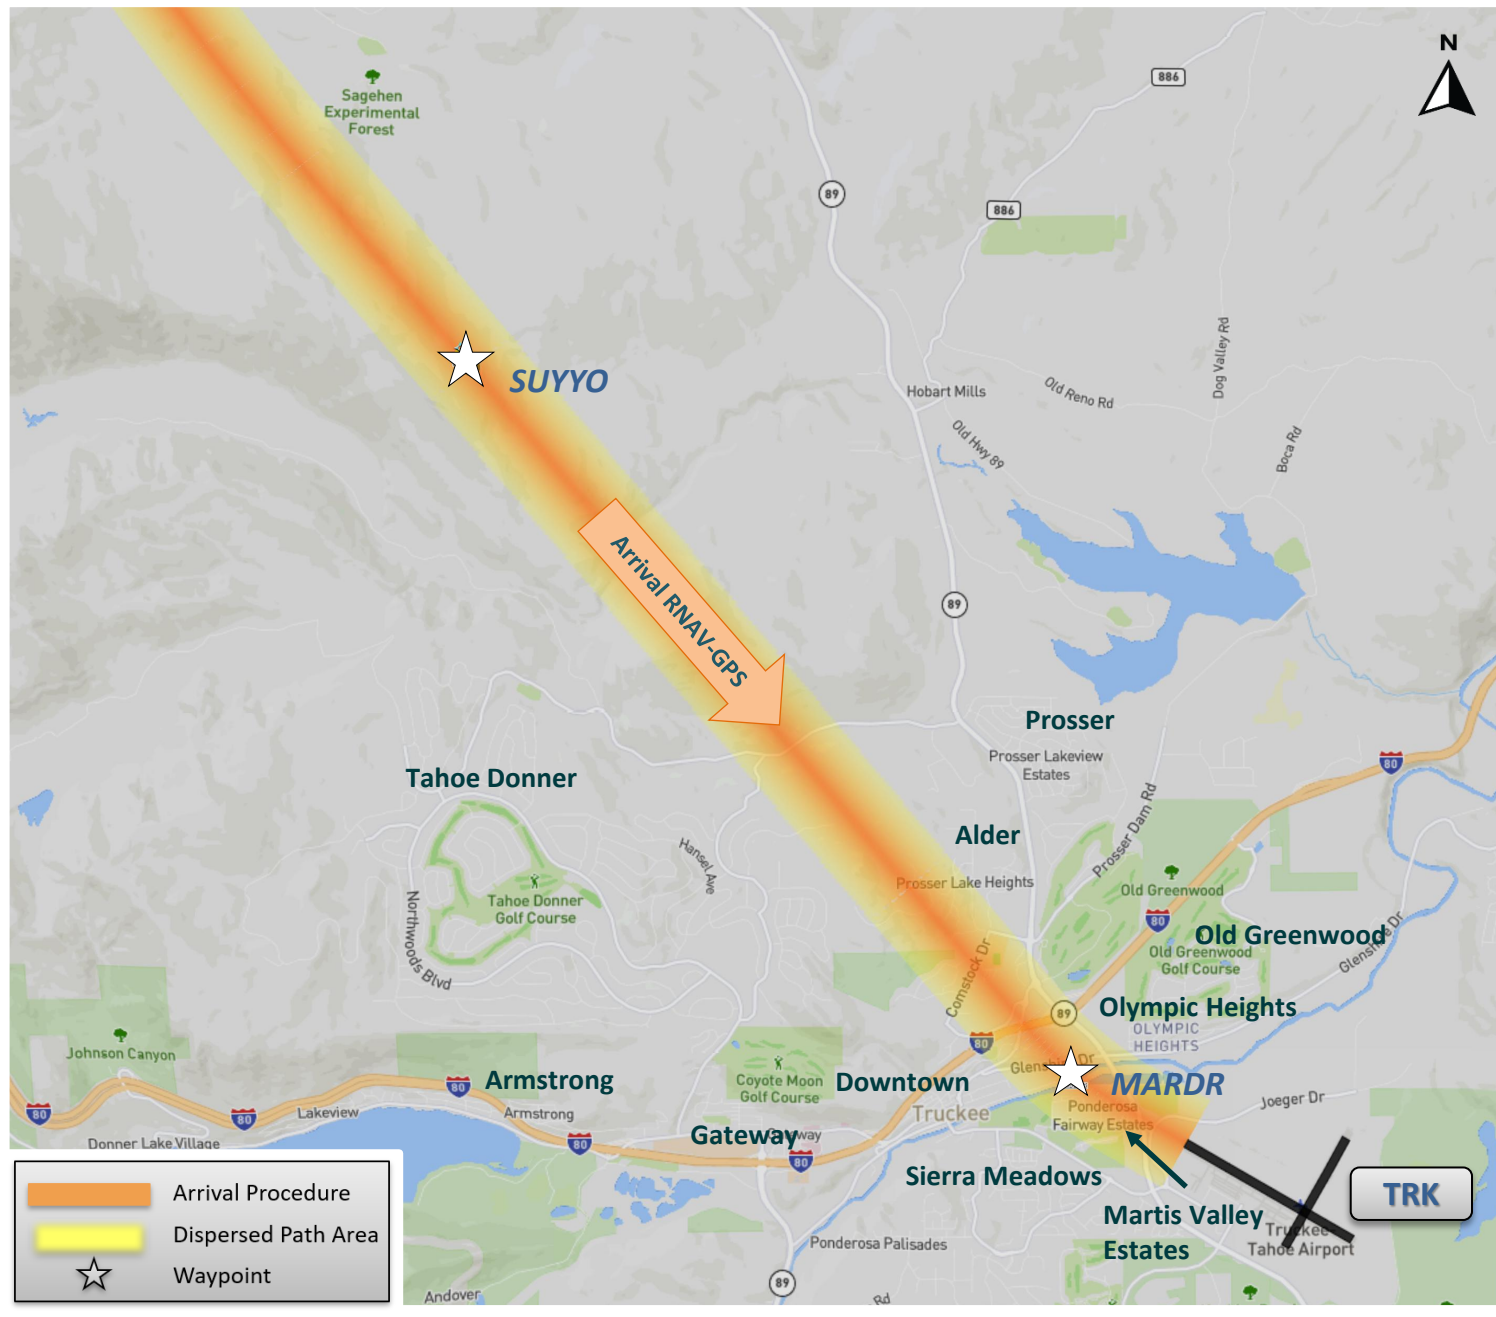 N
886
Sagehen
Experimental
Forest
89
886
SUYYO
Dog Valley Rd
Hobart Mills
Old Reno Rd
Old Hwy 89
Boca Rd
Arrival RNAV-GPS
89
Prosser
Prosser Lakeview
Estates
80
Tahoe Donner
Prosser Dam Rd
Alder
Hansel Ave
Prosser Lake Heights
Old Greenwood
Tahoe Donner
Golf Course
80
Northwoods Blvd
Comstock Dr
Old Greenwood
Old Greenwood
Golf Course
Glenshire Dr
89
Olympic Heights
OLYMPIC
HEIGHTS
80
Johnson Canyon
Glenshire Dr
Armstrong
80
Coyote Moon
Golf Course
Downtown
MARDR
80
80
Lakeview
Armstrong
Truckee
Ponderosa
Fairway Estates
Joeger Dr
Donner Lake Village
80
Gateway
Gateway
80
Sierra Meadows
TRK
Arrival Procedure
Dispersed Path Area
Waypoint
Martis Valley
Estates
Truckee
Tahoe Airport
Ponderosa Palisades
89
Andover
Rd